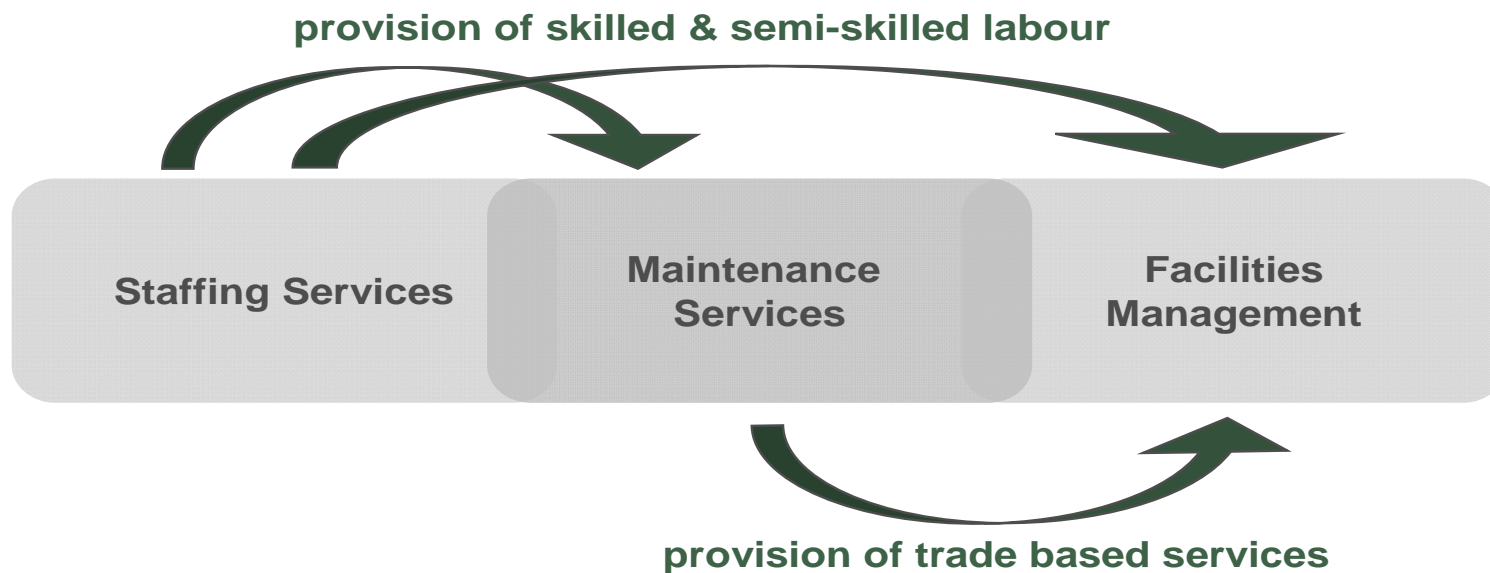 provision of skilled & semi-skilled labour
Staffing Services
Maintenance
Services
Facilities
Management
provision of trade based services